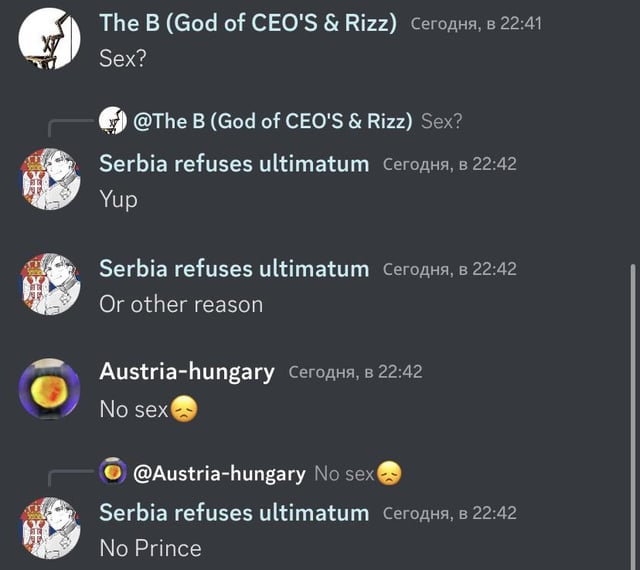 The B (God of CEO'S & Rizz) Сегодня, в 22:41
Sex?
@The B (God of CEO'S & Rizz) Sex?
Serbia refuses ultimatum Сегодня, в 22:42
Yup
Serbia refuses ultimatum Сегодня, в 22:42
Or other reason
Austria-hungary Сегодня, в 22:42
No sex😞
@Austria-hungary No sex😞
Serbia refuses ultimatum Сегодня, в 22:42
No Prince